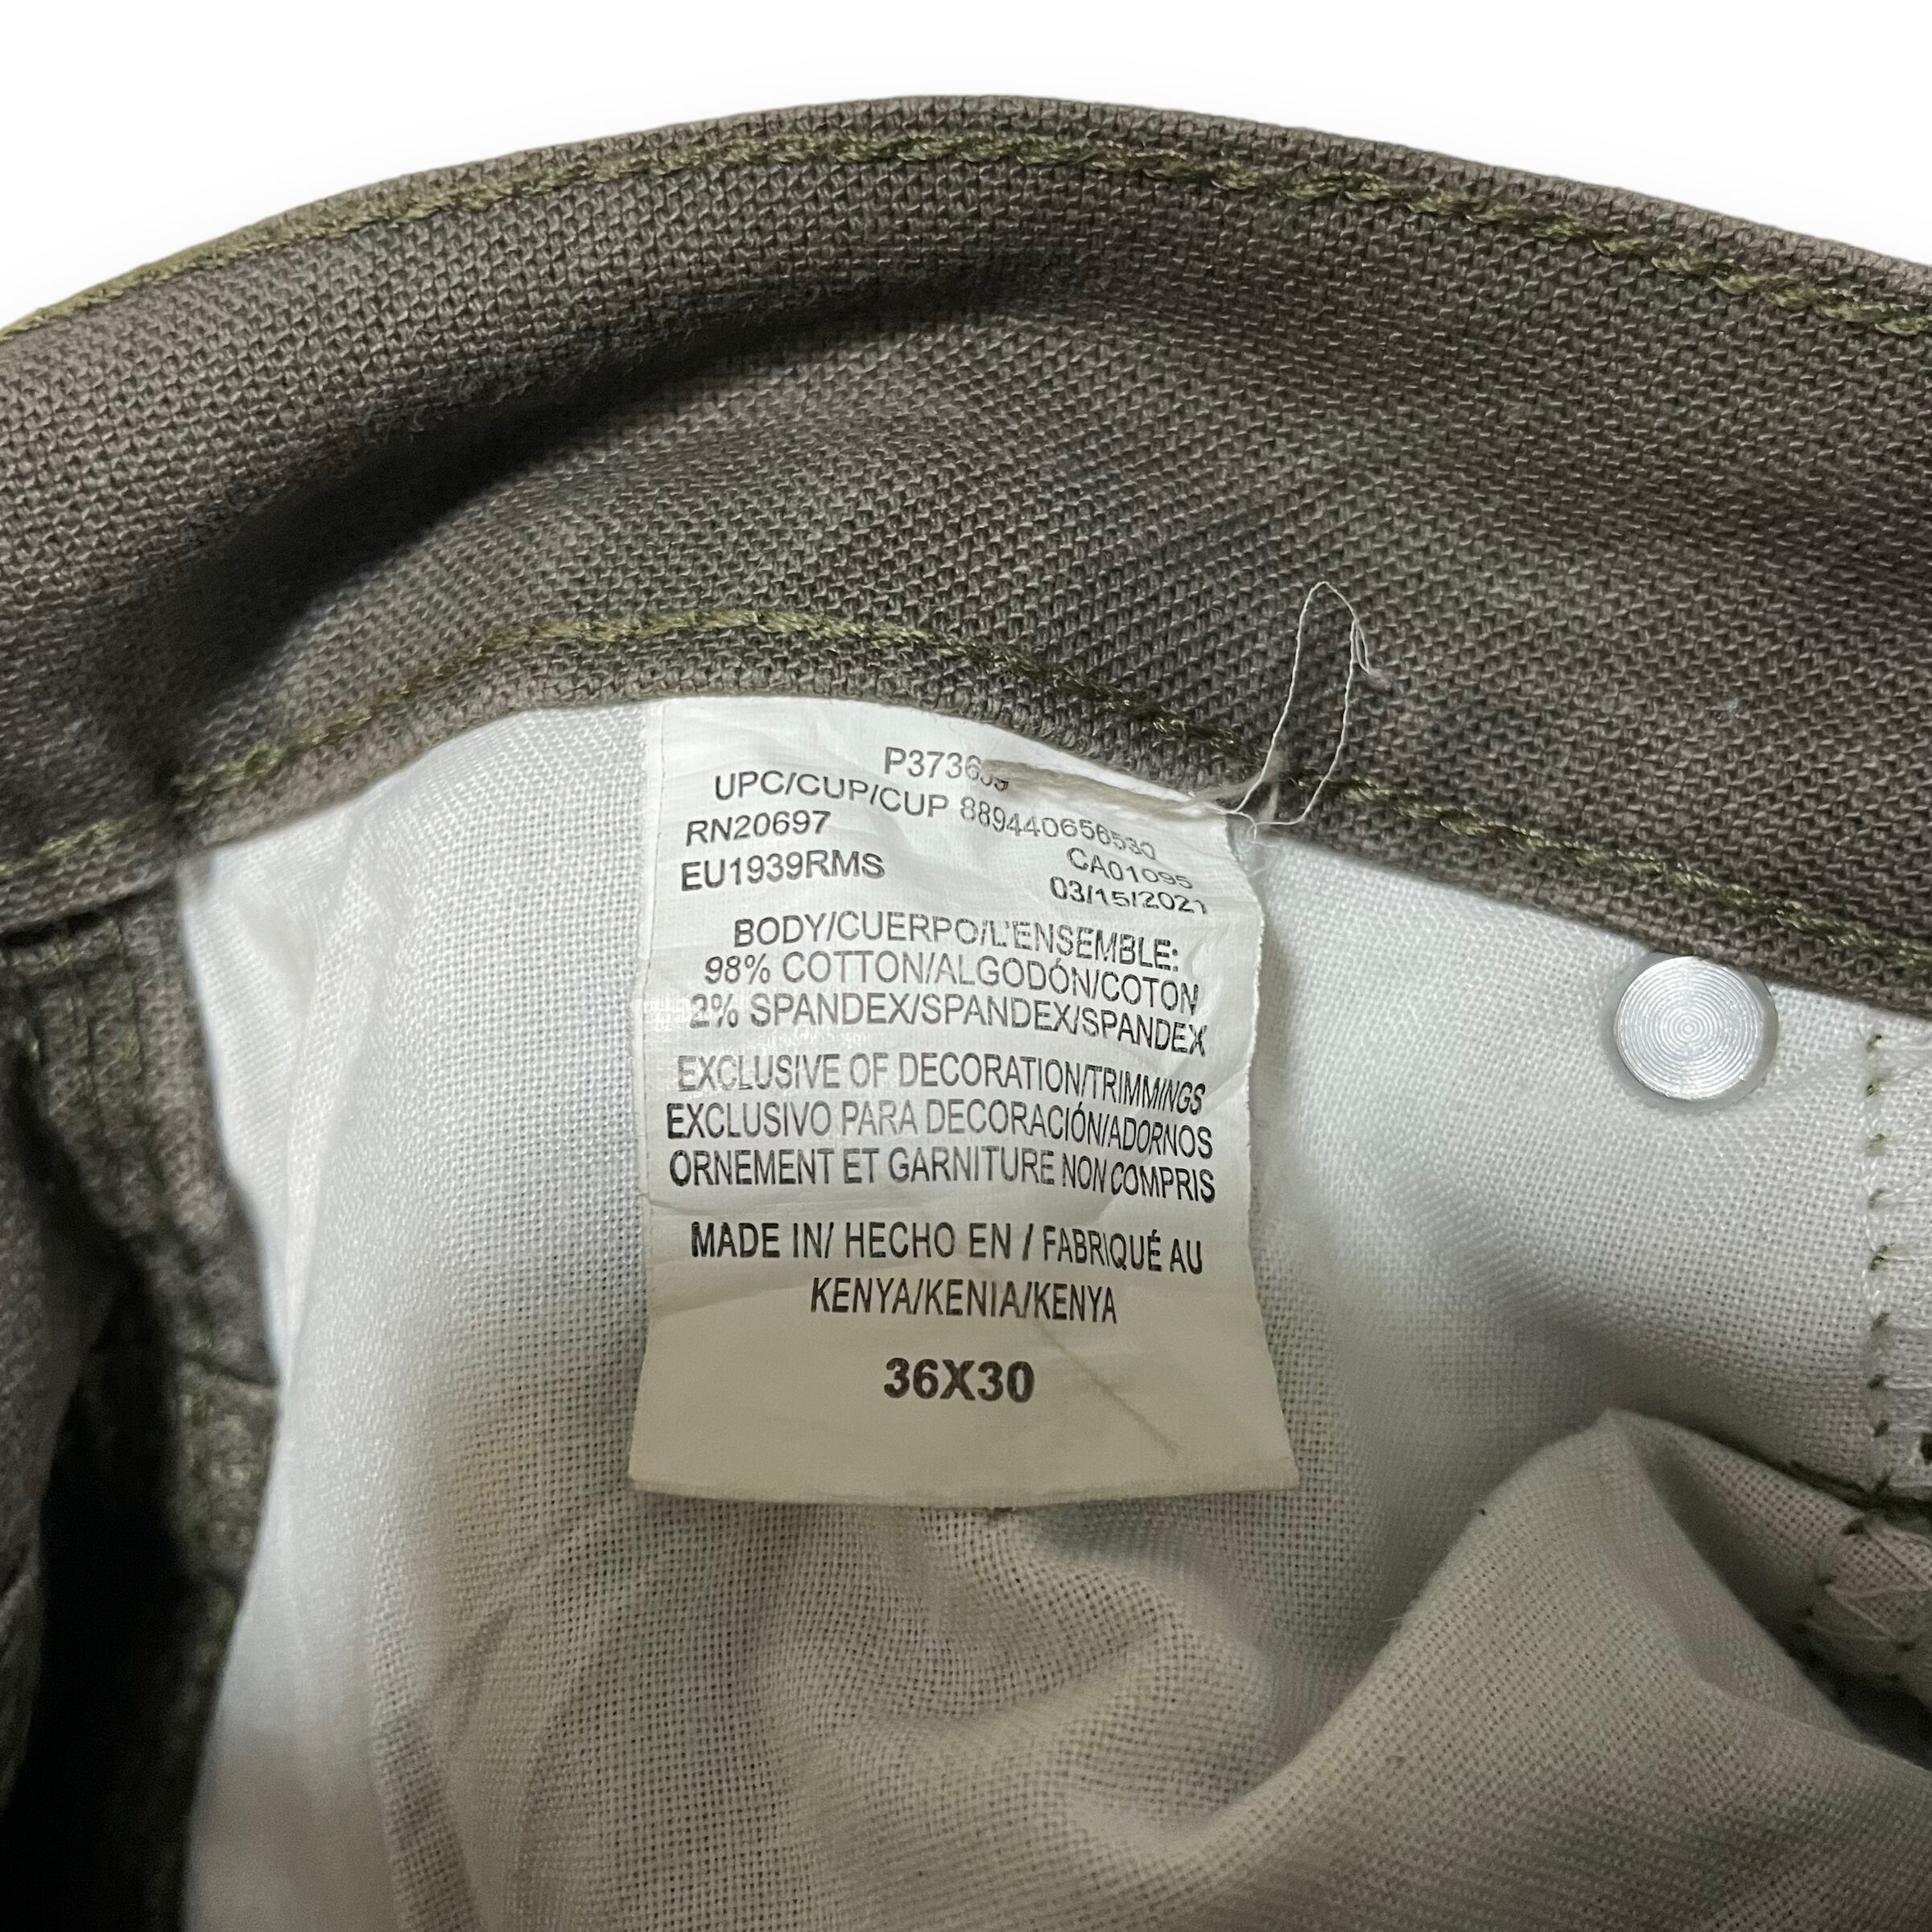 UPC/CUP/CUP 889440656530
RN20697 CA01095
EU1939RMS 03/15/2021
BODY/CUERPO/L'ENSEMBLE:
98% COTTON/ALGODÓN/COTON
2% SPANDEX/SPANDEX/SPANDEX
EXCLUSIVE OF DECORATION/TRIMMINGS
EXCLUSIVO PARA DECORACIÓN/ADORNOS
ORNEMENT ET GARNITURE NON COMPRIS
MADE IN/ HECHO EN / FABRIQUÉ AU
KENYA/KENIA/KENYA
36X30